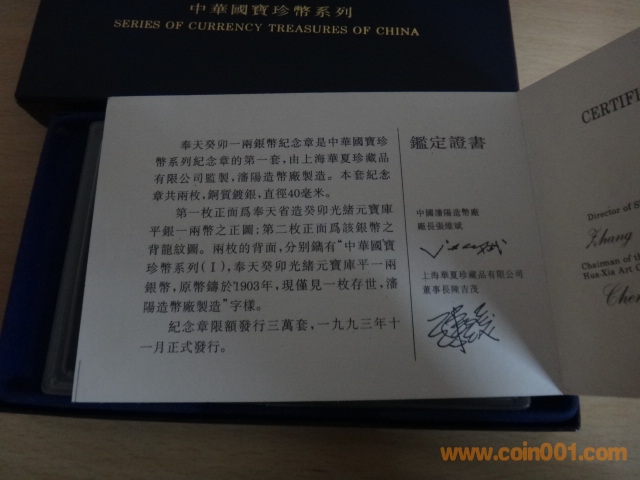 中華國寶珍幣系列
SERIES OF CURRENCY TREASURES OF CHINA
奉天癸卯一兩銀幣紀念章是中華國寶珍
幣系列紀念章的第一套，由上海華夏珍藏品
有限公司監製，瀋陽造幣廠製造。本套紀念
章共兩枚，銅質鍍銀，直徑40毫米。
第一枚正面爲奉天省造癸卯光緒元寶庫
平銀一兩幣之正圖；第二枚正面爲該銀幣之
背龍紋圖。兩枚的背面，分别鐫有“中華國寶
珍幣系列(I)，奉天癸卯光緒元寶庫平一兩
銀幣，原幣鑄於1903年，現僅見一枚存世，瀋
陽造幣廠製造”字樣。
紀念章限額發行三萬套，一九九三年十
一月正式發行。
鑑定證書
中國瀋陽造幣廠
廠長張維斌
上海華夏珍藏品有限公司
董事長陳吉茂
CERTIFI
Director of S
Zhang
Chairman of the
Hua-Xia Art C
Chen
www.coin001.com